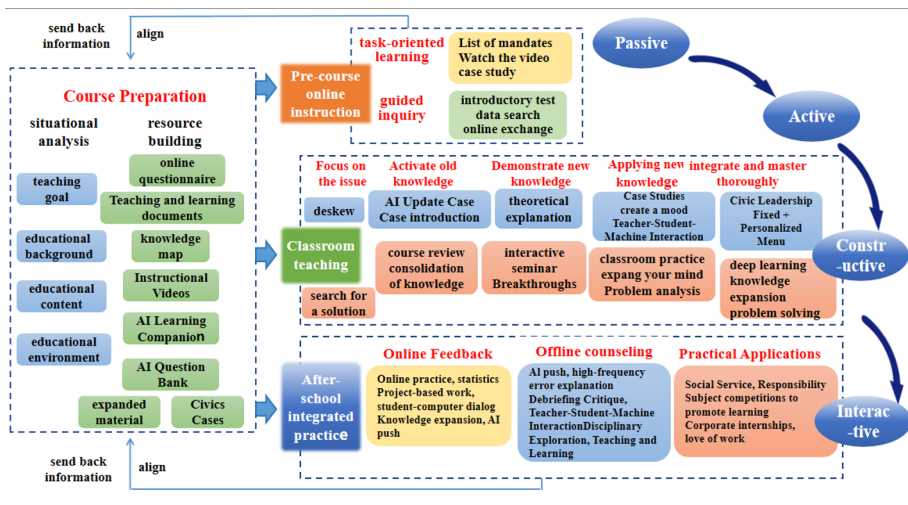 send back
information
align
Course Preparation
situational
analysis
resource
building
teaching
goal
educational
background
educational
content
educational
environment
online
questionnaire
Teaching and learning
documents
knowledge
map
Instructional
Videos
AI Learning
Companion
AI Question
Bank
expanded
material
Civics
Cases
send back
information
align
Pre-course
online
instruction
task-oriented
learning
List of mandates
Watch the video
case study
guided
inquiry
introductory test
data search
online exchange
Classroom
teaching
Focus on
the issue
deskew
search for
a solution
Activate old
knowledge
AI Update Case
Case introduction
course review
consolidation
of knowledge
Demonstrate new
knowledge
theoretical
explanation
interactive
seminar
Breakthroughs
Applying new
knowledge
Case Studies
create a mood
Teacher-Student-
Machine Interaction
classroom practice
expang your mind
Problem analysis
integrate and master
thoroughly
Civic Leadership
Fixed +
Personalized
Menu
deep learning
knowledge
expansion
problem solving
After-
school
integrated
practice
Online Feedback
Online practice, statistics
Project-based work,
student-computer dialog
Knowledge expansion, AI
push
Offline counseling
AI push, high-frequency
error explanation
Debriefing Critique,
Teacher-Student-Machine
InteractionDisciplinary
Exploration, Teaching and
Learning
Practical Applications
Social Service, Responsibility
Subject competitions to
promote learning
Corporate internships,
love of work
Passive
Active
Constr-
-uctive
Interac-
-tive